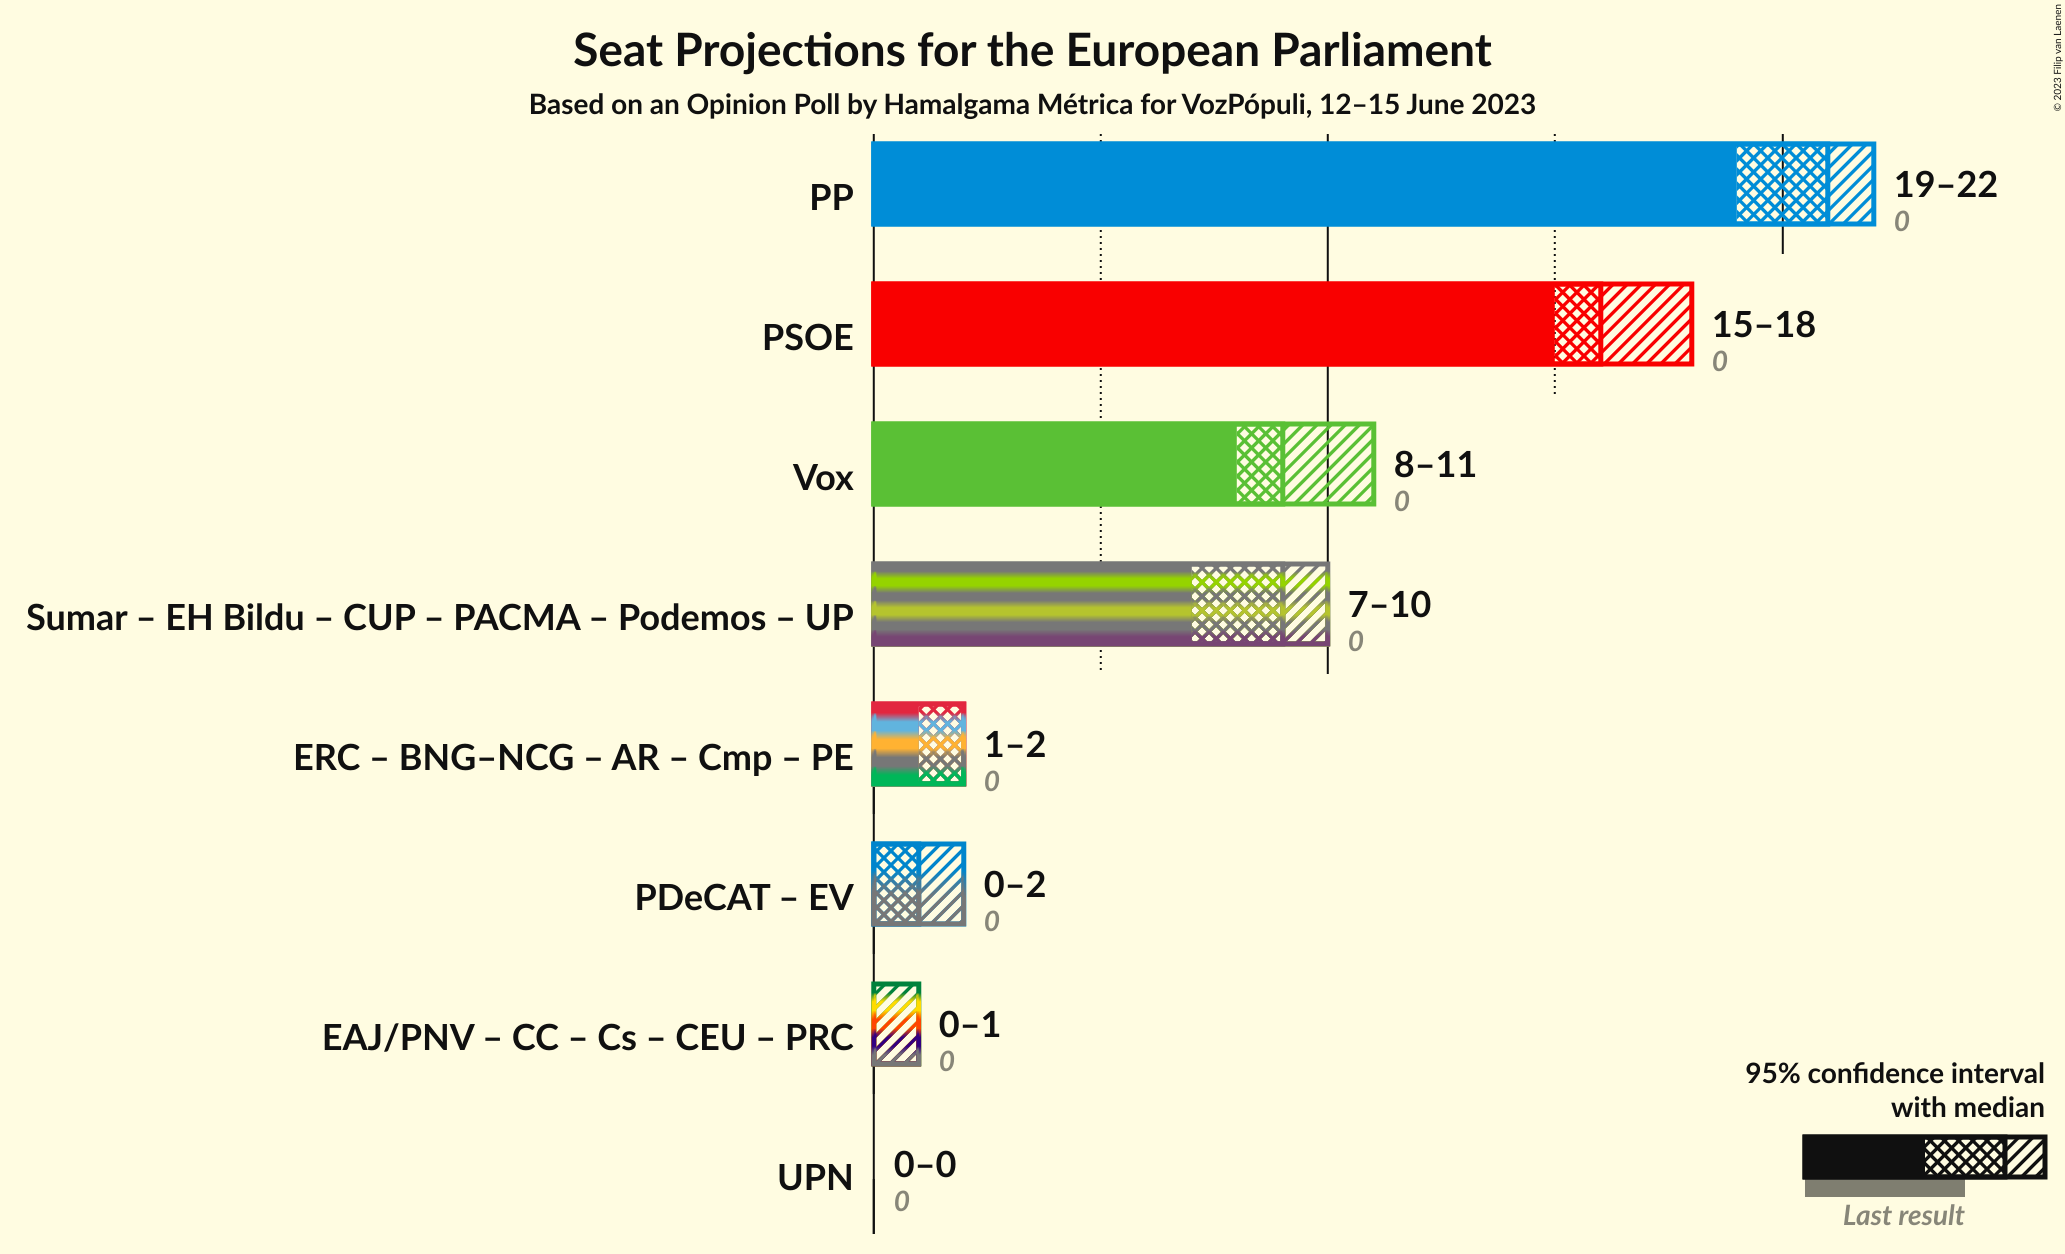 Seat Projections for the European Parliament
Based on an Opinion Poll by Hamalgama Métrica for VozPópuli, 12–15 June 2023
© 2023 Filip van Laenen
PP
19–22
0
PSOE
15–18
0
Vox
8–11
0
Sumar – EH Bildu – CUP – PACMA – Podemos – UP
7–10
0
ERC – BNG–NCG – AR – Cmp – PE
1–2
0
PDeCAT – EV
0–2
0
EAJ/PNV – CC – Cs – CEU – PRC
0–1
0
UPN
0–0
0
95% confidence interval
with median
Last result